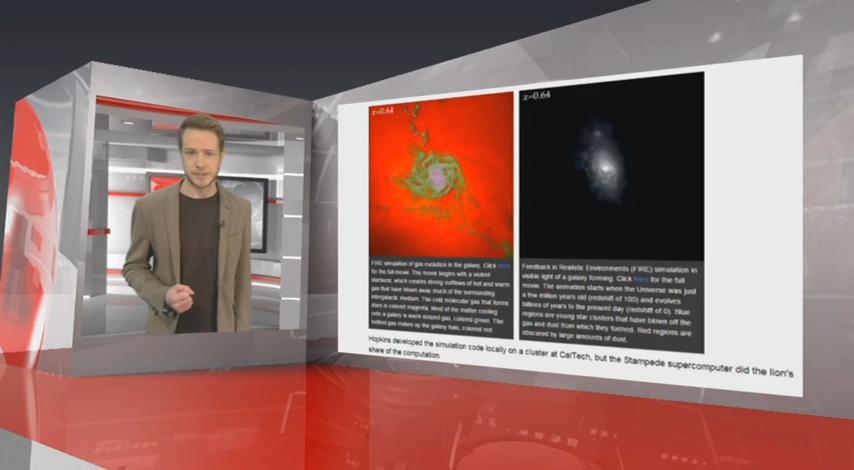 z=0.64
FIRE simulation of gas evolution in the galaxy. Click here
for the full movie. The movie begins with a violent
starburst, which creates strong outflows of hot and warm
gas that have blown away much of the surrounding
intergalactic medium. The cold molecular gas that forms
stars is colored magenta. Most of the matter cooling
onto a galaxy is warm ionized gas, colored green. The
hottest gas makes up the galaxy halo, colored red.
z=0.64
Feedback in Realistic Environments (FIRE) simulation in
visible light of a galaxy forming. Click here for the full
movie. The animation starts when the Universe was just
a few million years old (redshift of 100) and evolves
billions of years to the present day (redshift of 0). Blue
regions are young star clusters that have blown off the
gas and dust from which they formed. Red regions are
obscured by large amounts of dust.
Hopkins developed the simulation code locally on a cluster at CalTech, but the Stampede supercomputer did the lion's
share of the computation.